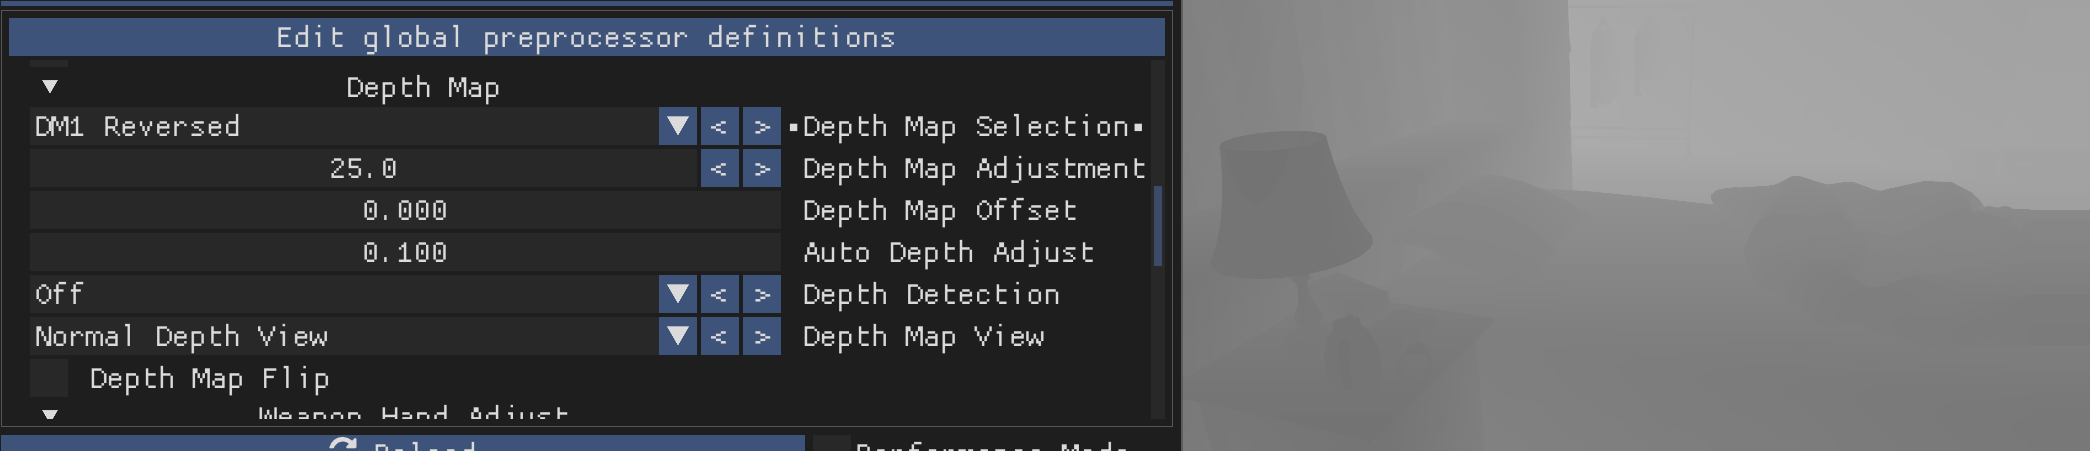 Edit global preprocessor definitions
▼ Depth Map
DM1 Reversed ▼ < > ▪Depth Map Selection▪
25.0 < > Depth Map Adjustment
0.000 Depth Map Offset
0.100 Auto Depth Adjust
Off ▼ < > Depth Detection
Normal Depth View ▼ < > Depth Map View
Depth Map Flip
▼ Weapon Hand Adjust
Reload Performance Mode